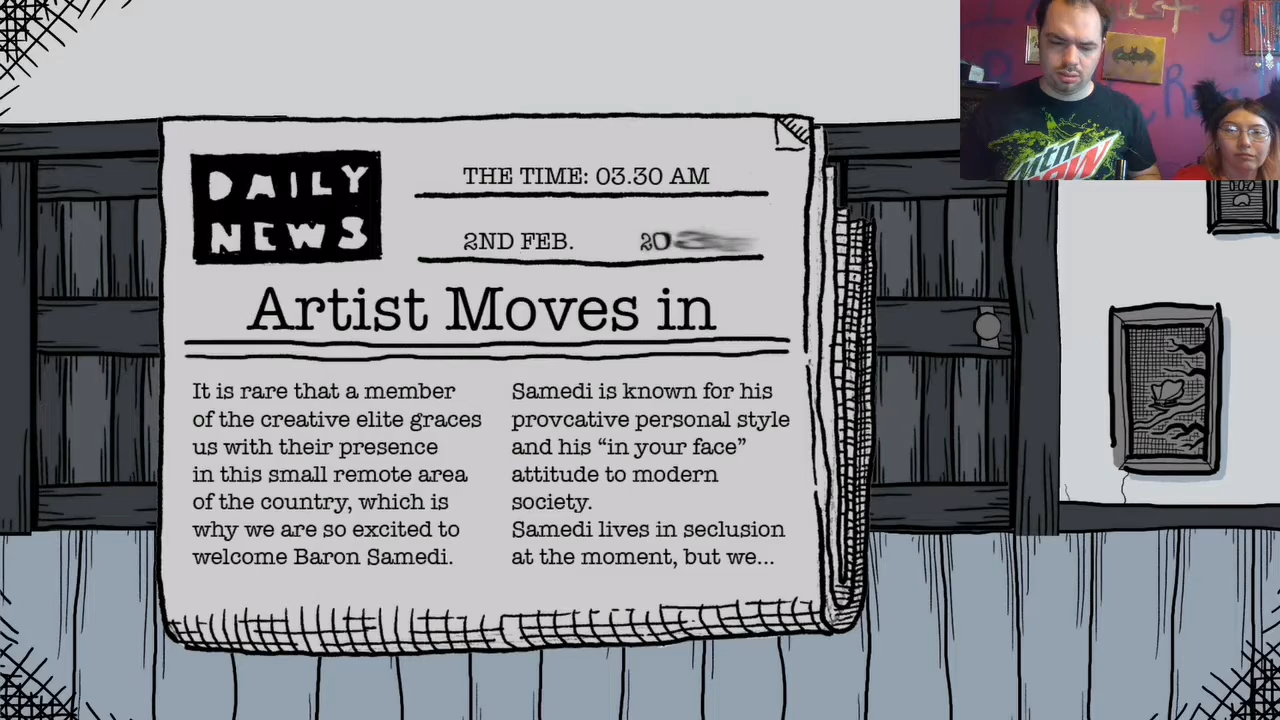 DAILY
NEWS
THE TIME: 03.30 AM
2ND FEB.
Artist Moves in
It is rare that a member
of the creative elite graces
us with their presence
in this small remote area
of the country, which is
why we are so excited to
welcome Baron Samedi.
Samedi is known for his
provcative personal style
and his “in your face”
attitude to modern
society.
Samedi lives in seclusion
at the moment, but we...
mtn